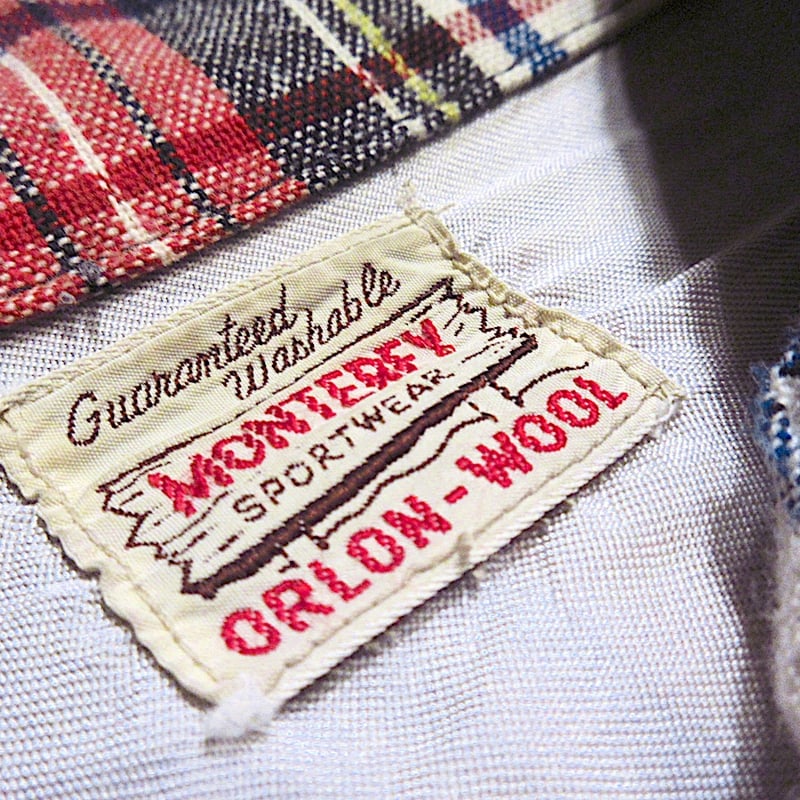 Guaranteed
Washable
MONTEREY
SPORTWEAR
ORLON-WOOL